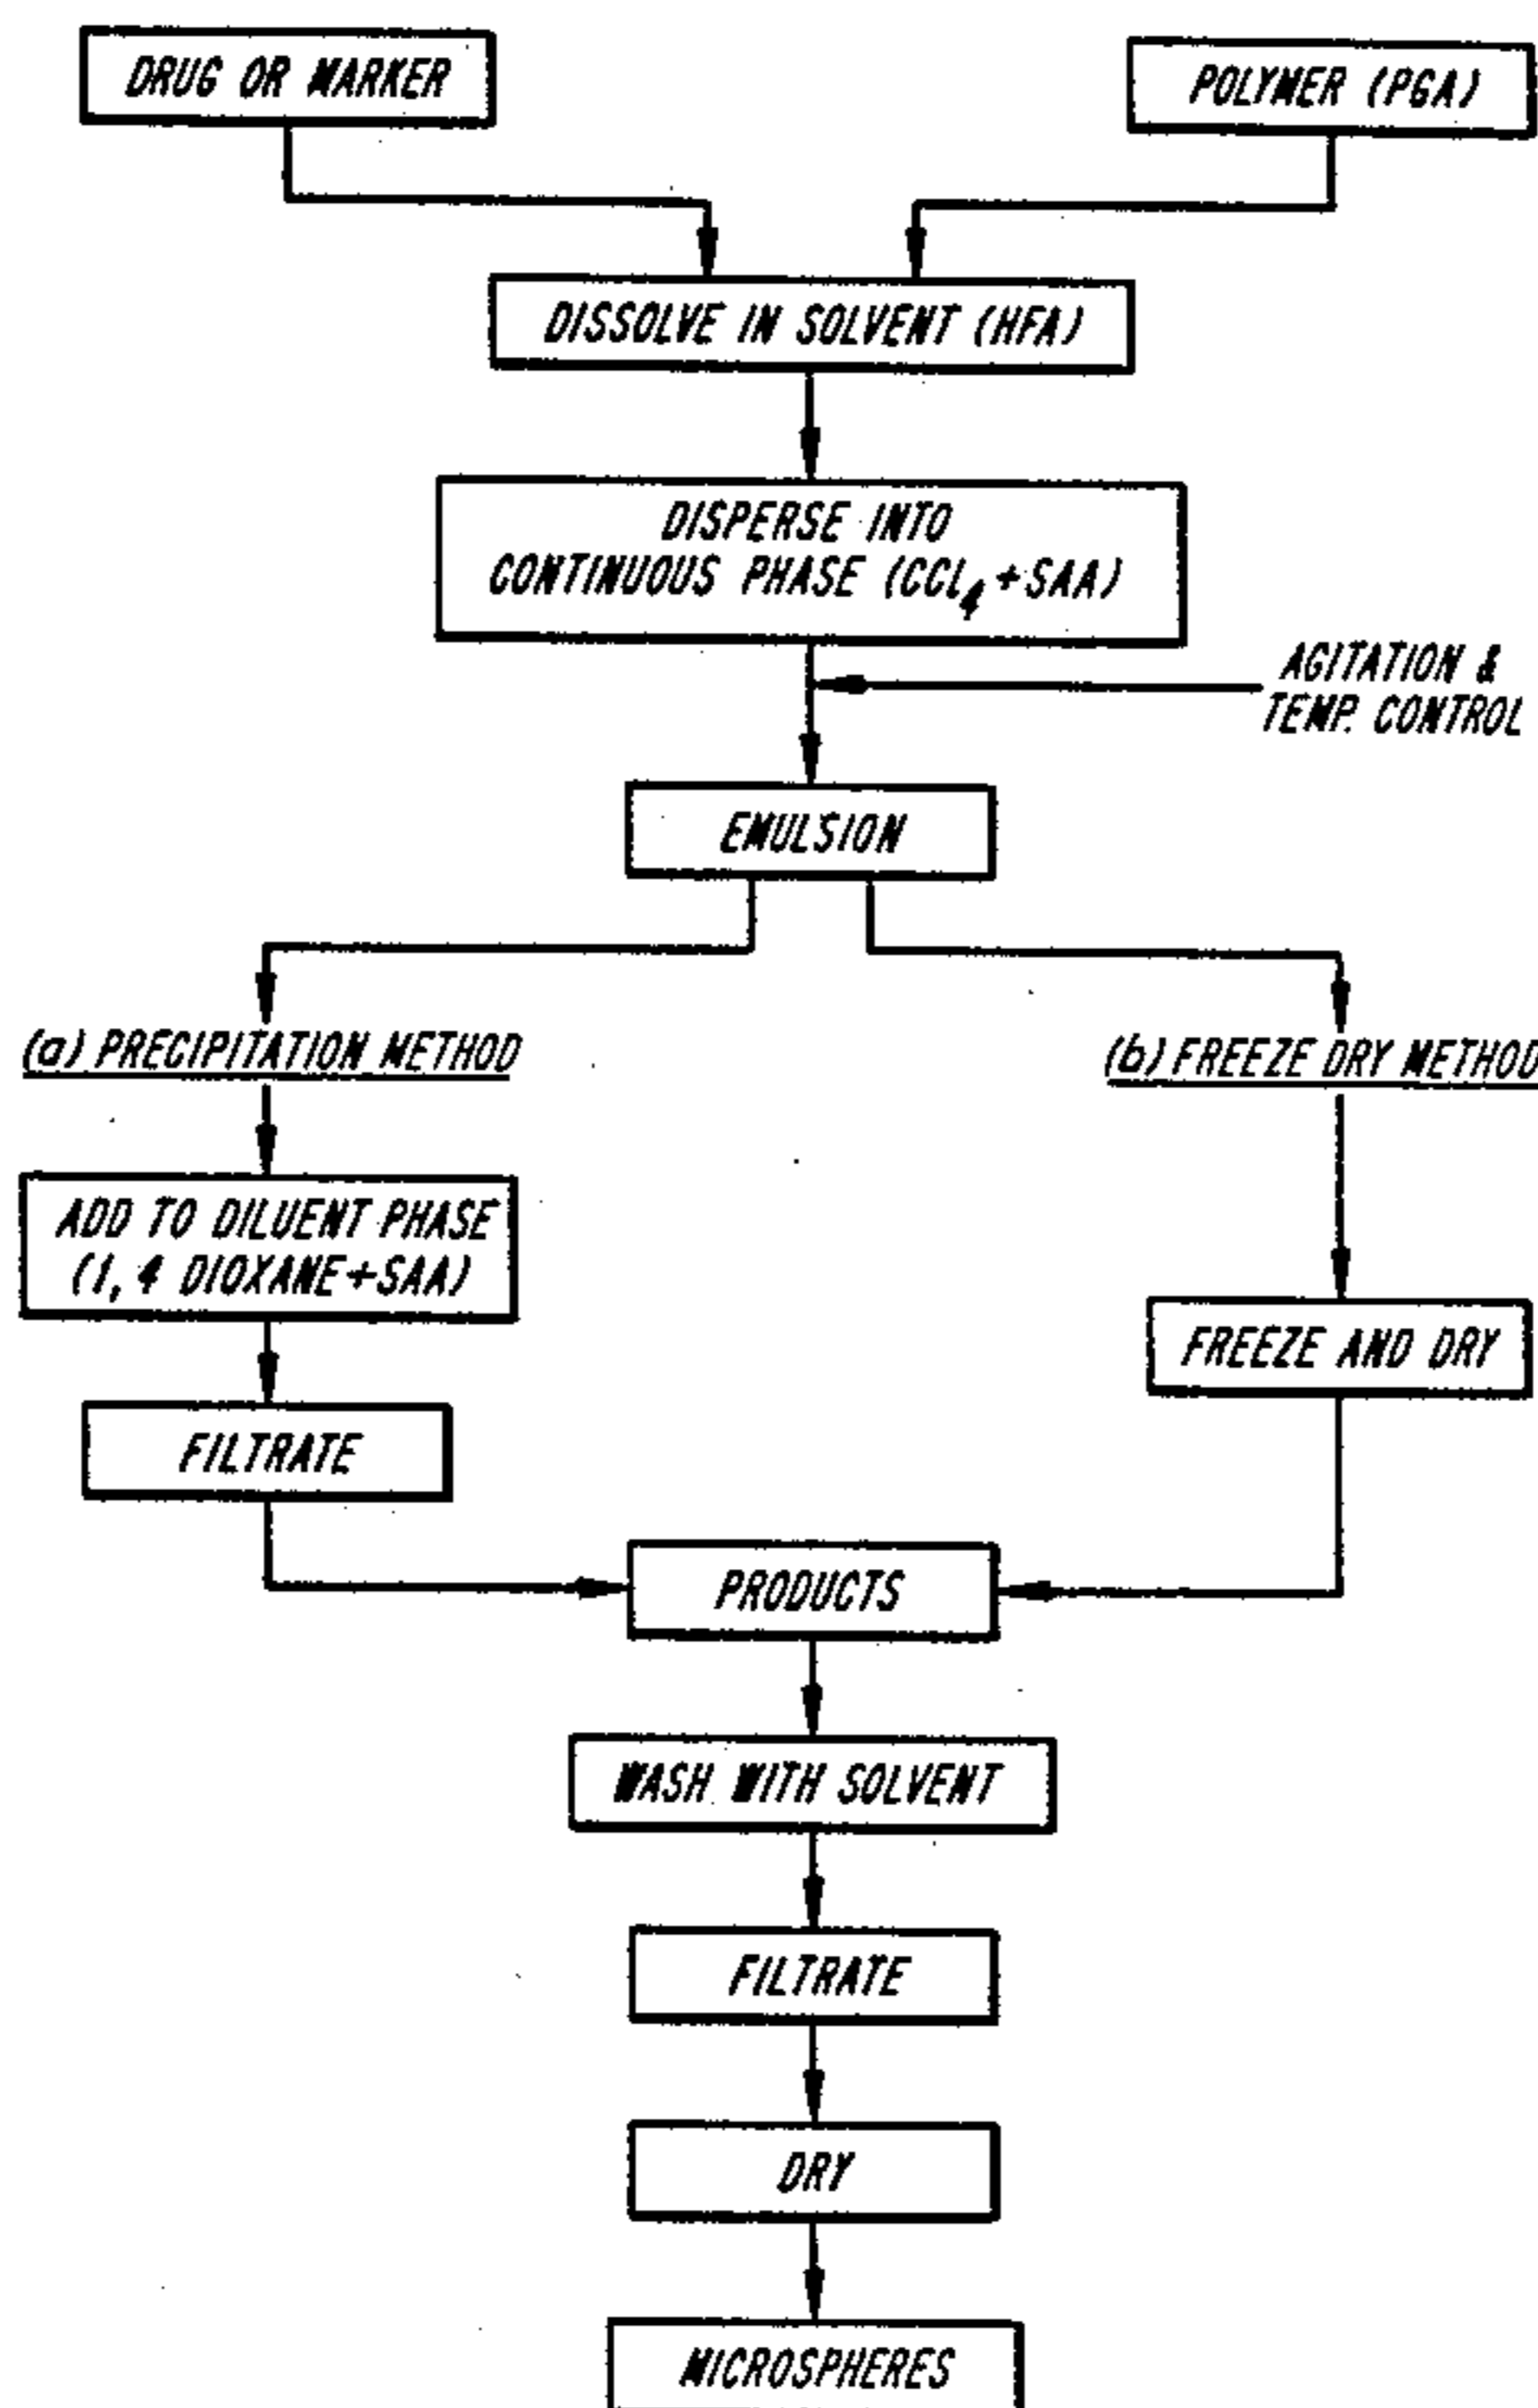 DRUG OR MARKER
POLYMER (PGA)
DISSOLVE IN SOLVENT (HFA)
DISPERSE INTO
CONTINUOUS PHASE (CCL4+SAA)
AGITATION &
TEMP. CONTROL
EMULSION
(a) PRECIPITATION METHOD
(b) FREEZE DRY METHOD
ADD TO DILUENT PHASE
(1,4 DIOXANE+SAA)
FREEZE AND DRY
FILTRATE
PRODUCTS
WASH WITH SOLVENT
FILTRATE
DRY
MICROSPHERES